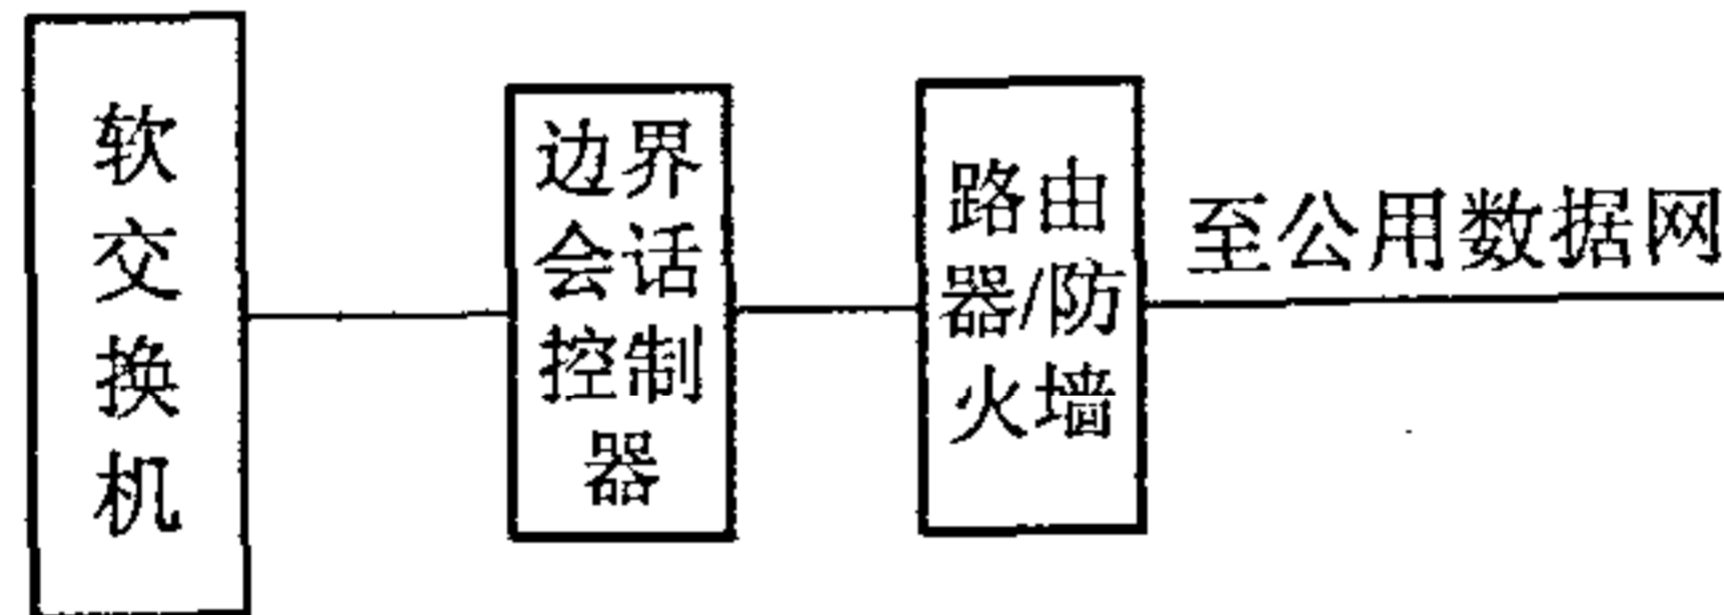 软
交
换
机
边界
会话
控制
器
路由
器/防
火墙
至公用数据网